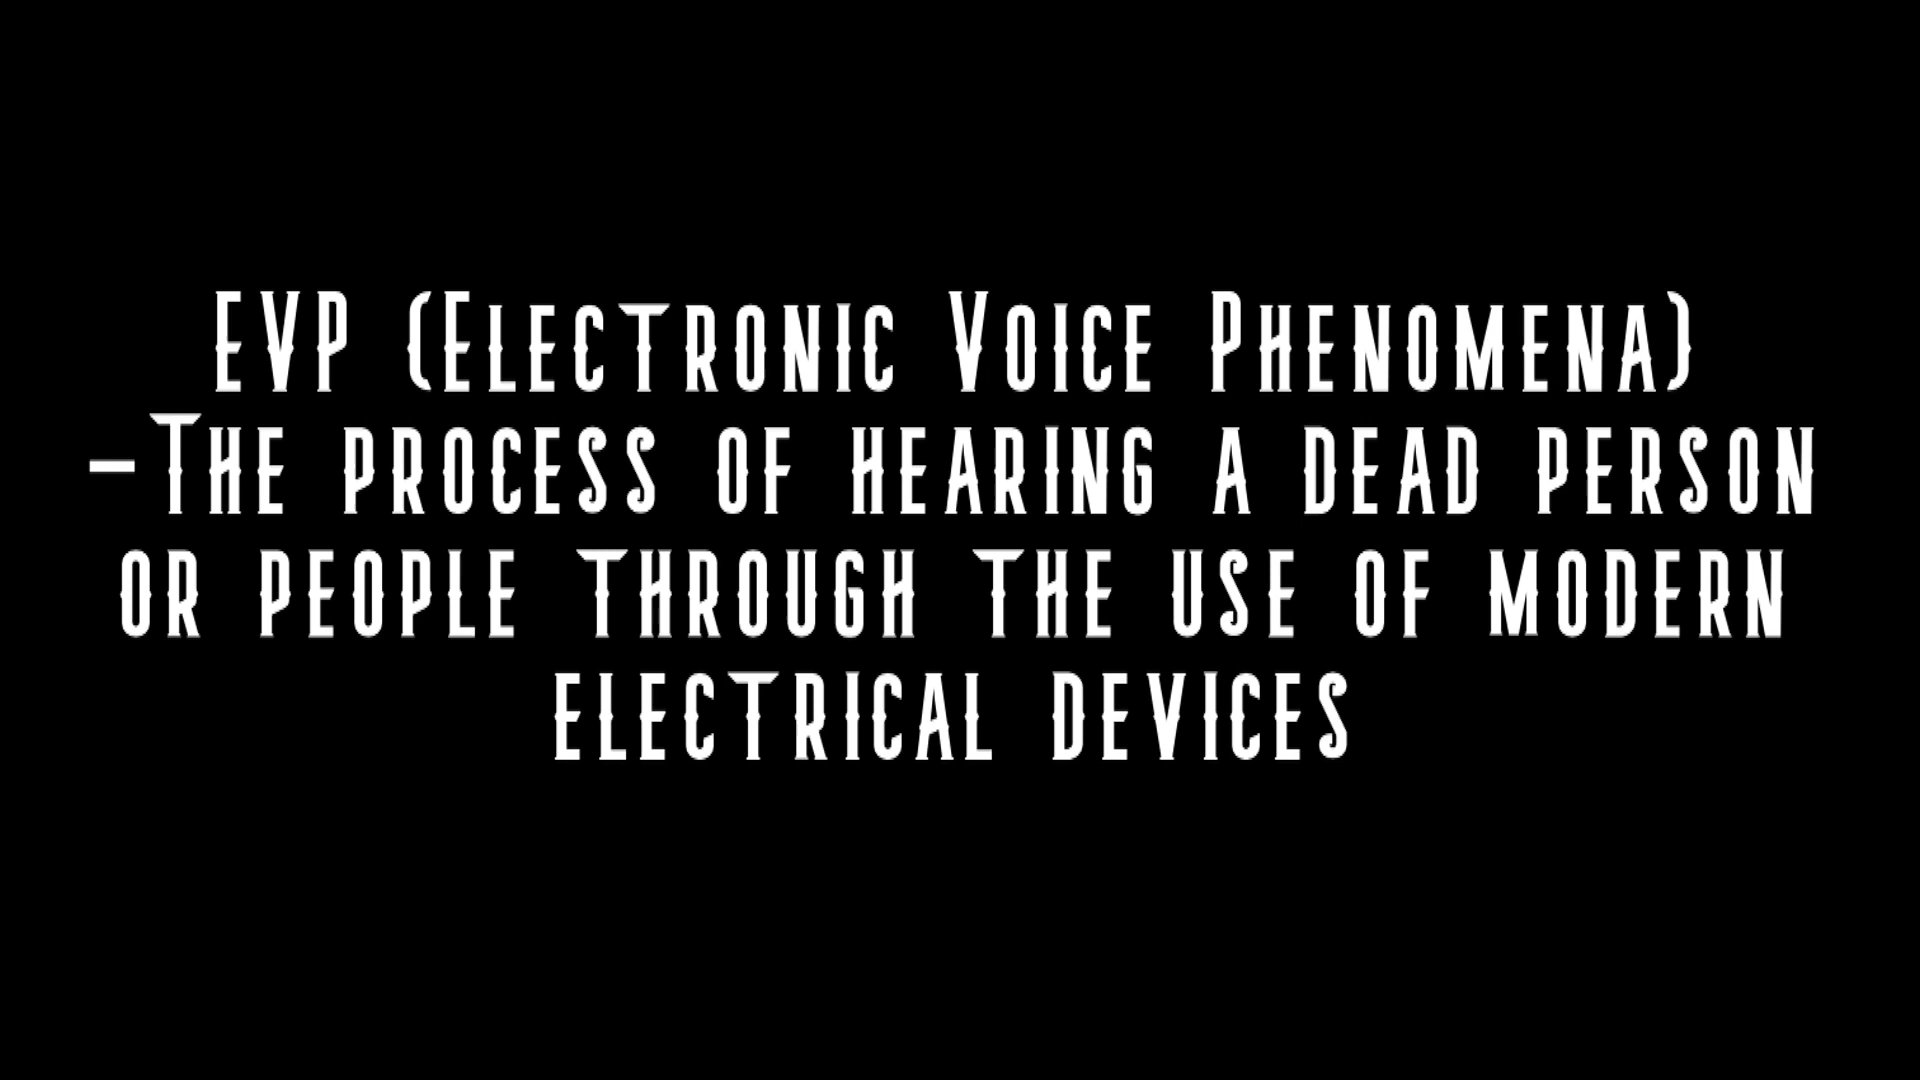 EVP (Electronic Voice Phenomena)
-The process of hearing a dead person
or people through the use of modern
electrical devices